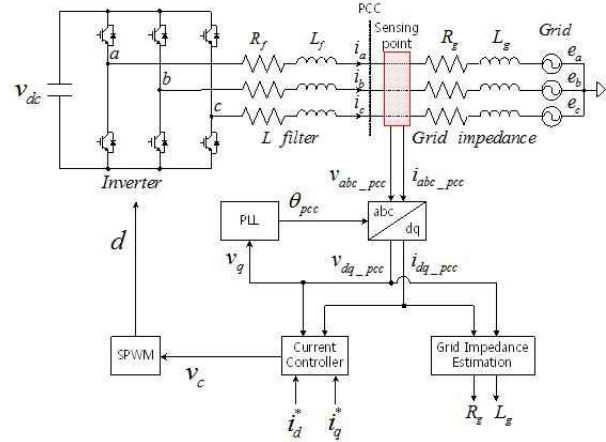 PCC
Sensing point
Grid
R_f
L_f
i_a
R_g
L_g
e_a
a
v_dc
b
i_b
e_b
c
i_c
e_c
L filter
Grid impedance
Inverter
v_abc_pcc
i_abc_pcc
θ_pcc
abc
dq
PLL
d
v_q
v_dq_pcc
i_dq_pcc
SPWM
Current Controller
Grid Impedance Estimation
v_c
i_d^*
i_q^*
R_g
L_g